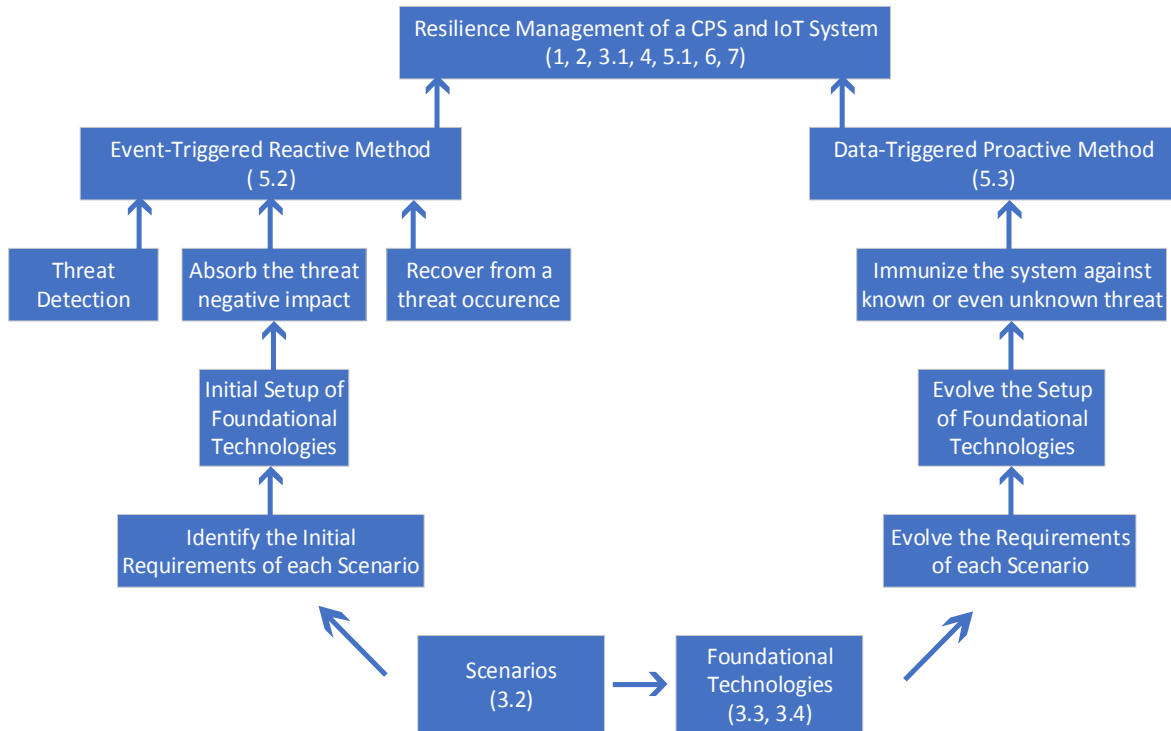 Resilience Management of a CPS and IoT System
(1, 2, 3.1, 4, 5.1, 6, 7)
Event-Triggered Reactive Method
( 5.2)
Data-Triggered Proactive Method
(5.3)
Threat
Detection
Absorb the threat
negative impact
Recover from a
threat occurence
Immunize the system against
known or even unknown threat
Initial Setup of
Foundational
Technologies
Evolve the Setup
of Foundational
Technologies
Identify the Initial
Requirements of each Scenario
Evolve the Requirements
of each Scenario
Scenarios
(3.2)
Foundational
Technologies
(3.3, 3.4)